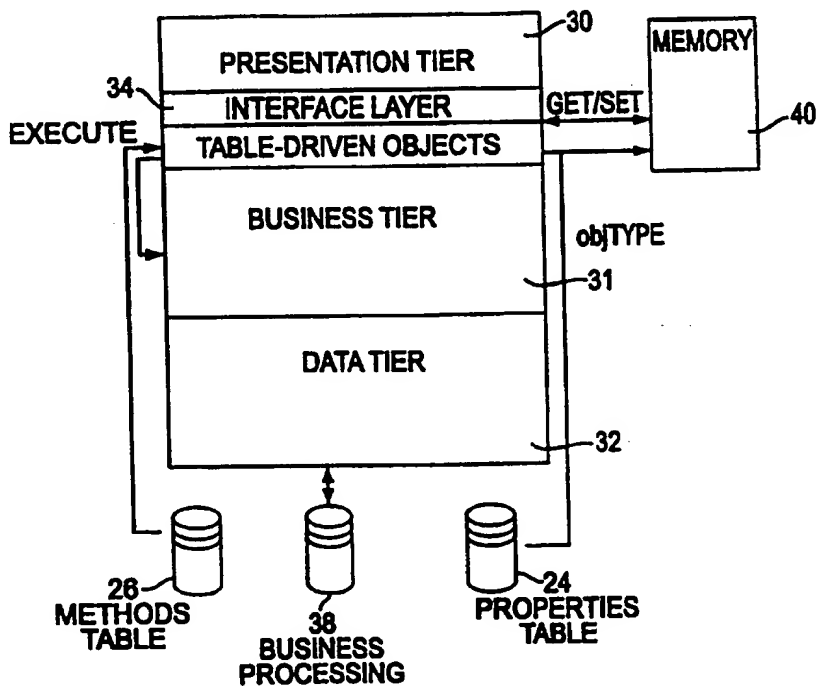 30
PRESENTATION TIER
MEMORY
34
INTERFACE LAYER
GET/SET
40
EXECUTE
TABLE-DRIVEN OBJECTS
BUSINESS TIER
objTYPE
31
DATA TIER
32
26
METHODS
TABLE
38
BUSINESS
PROCESSING
24
PROPERTIES
TABLE